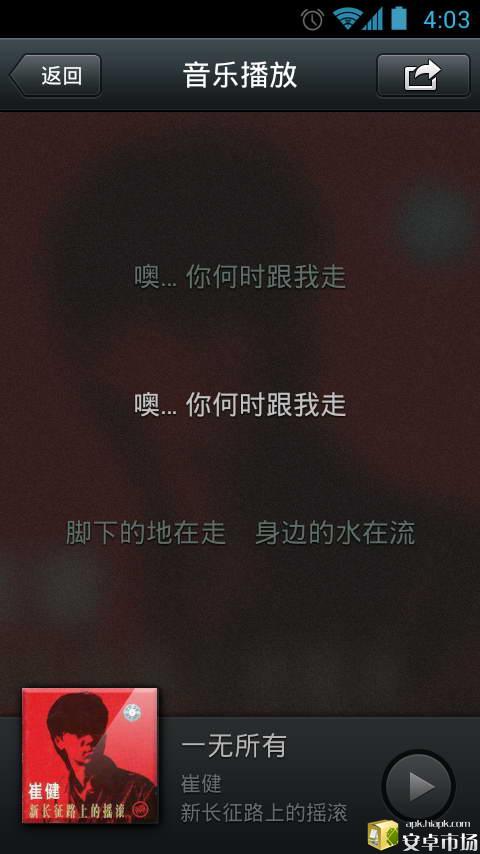 4:03
返回
音乐播放
噢... 你何时跟我走
噢... 你何时跟我走
脚下的地在走 身边的水在流
崔健
新长征路上的摇滚
一无所有
崔健
新长征路上的摇滚
apk.hiapk.com
安卓市场